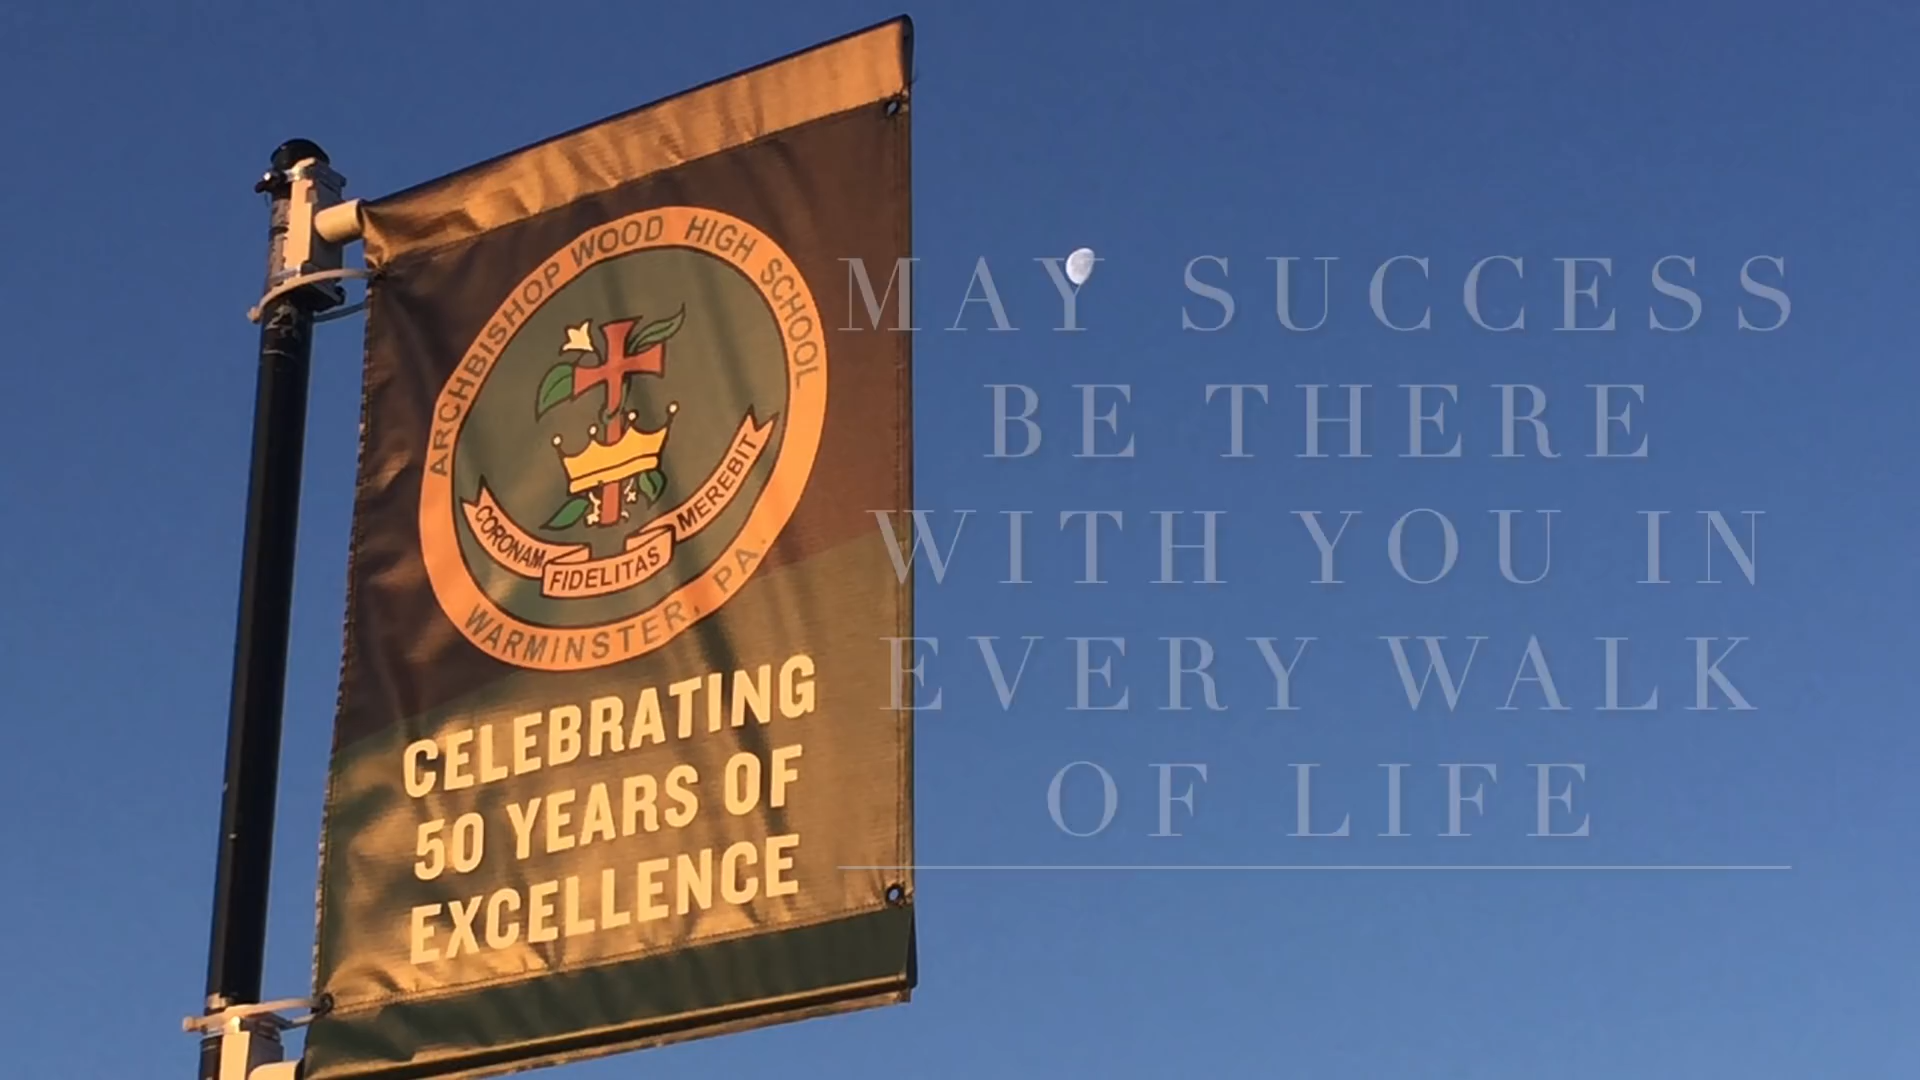 ARCHBISHOP WOOD HIGH SCHOOL
CORONAM FIDELITAS MEREBIT
WARMINSTER, PA.
CELEBRATING
50 YEARS OF
EXCELLENCE
MAY SUCCESS
BE THERE
WITH YOU IN
EVERY WALK
OF LIFE